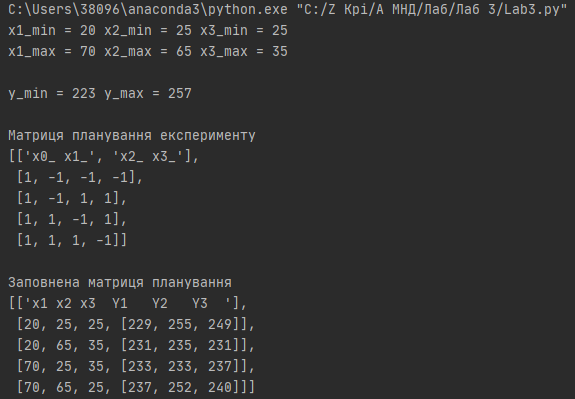 C:\Users\38096\anaconda3\python.exe "C:/Z Kpi/A МНД/Лаб/Лаб 3/Lab3.py"
x1_min = 20 x2_min = 25 x3_min = 25
x1_max = 70 x2_max = 65 x3_max = 35
y_min = 223 y_max = 257
Матриця планування експерименту
[['x0_ x1_', 'x2_ x3_'],
[1, -1, -1, -1],
[1, -1, 1, 1],
[1, 1, -1, 1],
[1, 1, 1, -1]]
Заповнена матриця планування
[['x1 x2 x3  Y1   Y2   Y3  '],
[20, 25, 25, [229, 255, 249]],
[20, 65, 35, [231, 235, 231]],
[70, 25, 35, [233, 233, 237]],
[70, 65, 25, [237, 252, 240]]]